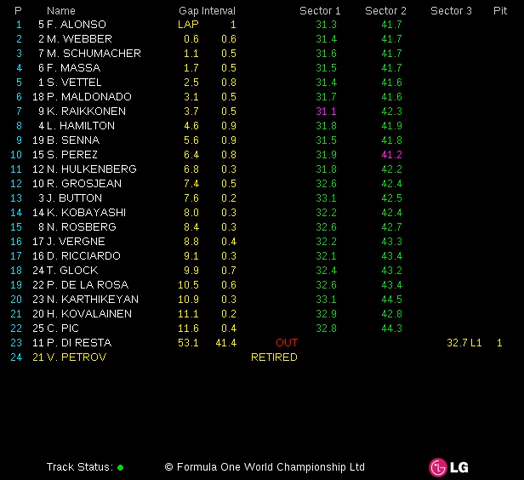 P Name Gap Interval Sector 1 Sector 2 Sector 3 Pit
1 5 F. ALONSO LAP 1 31.3 41.7
2 2 M. WEBBER 0.6 0.6 31.4 41.7
3 7 M. SCHUMACHER 1.1 0.5 31.6 41.7
4 6 F. MASSA 1.7 0.5 31.5 41.7
5 1 S. VETTEL 2.5 0.8 31.4 41.6
6 18 P. MALDONADO 3.1 0.5 31.7 41.6
7 9 K. RAIKKONEN 3.7 0.5 31.1 42.3
8 4 L. HAMILTON 4.6 0.9 31.8 41.9
9 19 B. SENNA 5.6 0.9 31.5 41.8
10 15 S. PEREZ 6.4 0.8 31.9 41.2
11 12 N. HULKENBERG 6.8 0.3 31.8 42.2
12 10 R. GROSJEAN 7.4 0.5 32.6 42.4
13 3 J. BUTTON 7.6 0.2 33.1 42.5
14 14 K. KOBAYASHI 8.0 0.3 32.2 42.4
15 8 N. ROSBERG 8.4 0.3 32.6 42.7
16 17 J. VERGNE 8.8 0.4 32.2 43.3
17 16 D. RICCIARDO 9.1 0.3 32.1 43.4
18 24 T. GLOCK 9.9 0.7 32.4 43.2
19 22 P. DE LA ROSA 10.5 0.6 32.6 43.4
20 23 N. KARTHIKEYAN 10.9 0.3 33.1 44.5
21 20 H. KOVALAINEN 11.1 0.2 32.9 42.8
22 25 C. PIC 11.6 0.4 32.8 44.3
23 11 P. DI RESTA 53.1 41.4 OUT 32.7 L1 1
24 21 V. PETROV RETIRED
Track Status: © Formula One World Championship Ltd LG